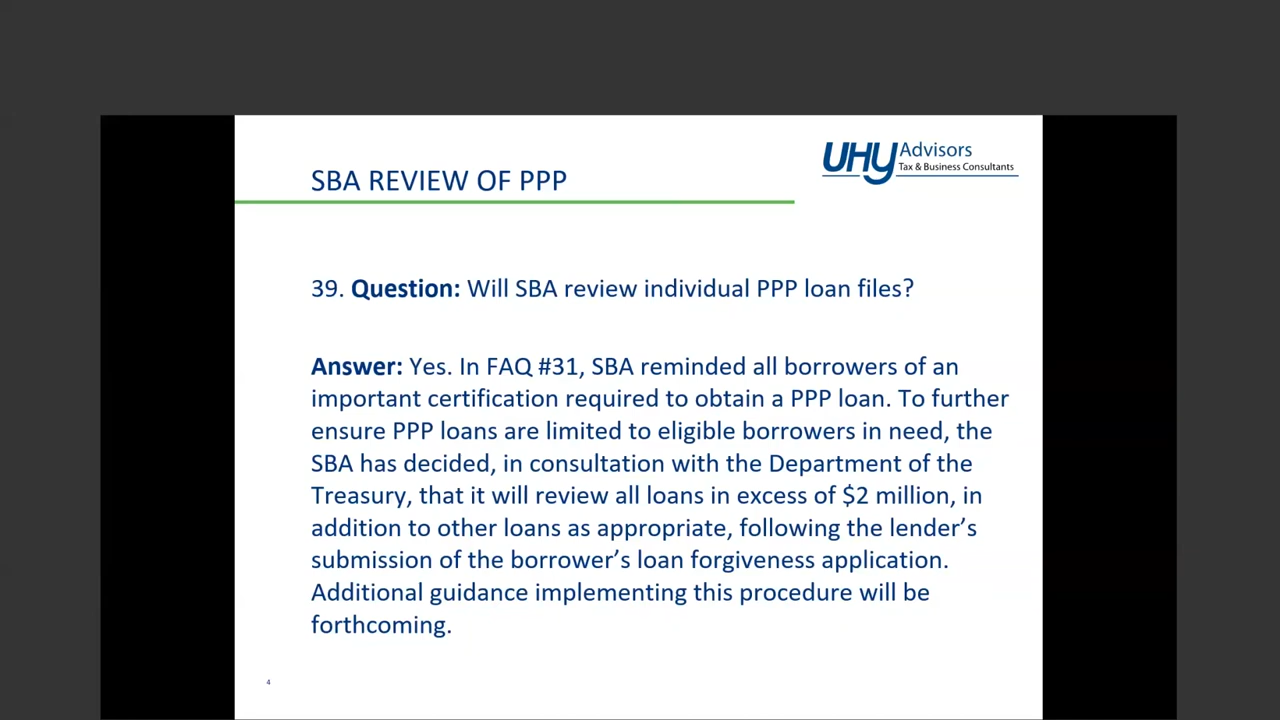 UHY Advisors
Tax & Business Consultants
SBA REVIEW OF PPP
39. Question: Will SBA review individual PPP loan files?
Answer: Yes. In FAQ #31, SBA reminded all borrowers of an
important certification required to obtain a PPP loan. To further
ensure PPP loans are limited to eligible borrowers in need, the
SBA has decided, in consultation with the Department of the
Treasury, that it will review all loans in excess of $2 million, in
addition to other loans as appropriate, following the lender’s
submission of the borrower’s loan forgiveness application.
Additional guidance implementing this procedure will be
forthcoming.
4